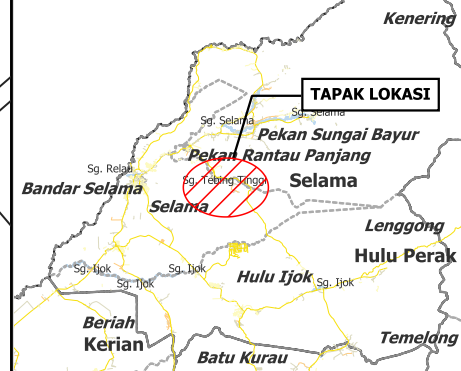 Kenering
TAPAK LOKASI
Sg. Selama
Sg. Selama
Pekan Sungai Bayur
Pekan Rantau Panjang
Sg. Relau
Sg. Tebing Tinggi
Selama
Bandar Selama
Selama
Lenggong
Hulu Perak
Sg. Ijok
Sg. Ijok
Sg. Ijok
Hulu Ijok
Sg. Ijok
Beriah
Kerian
Temelong
Batu Kurau